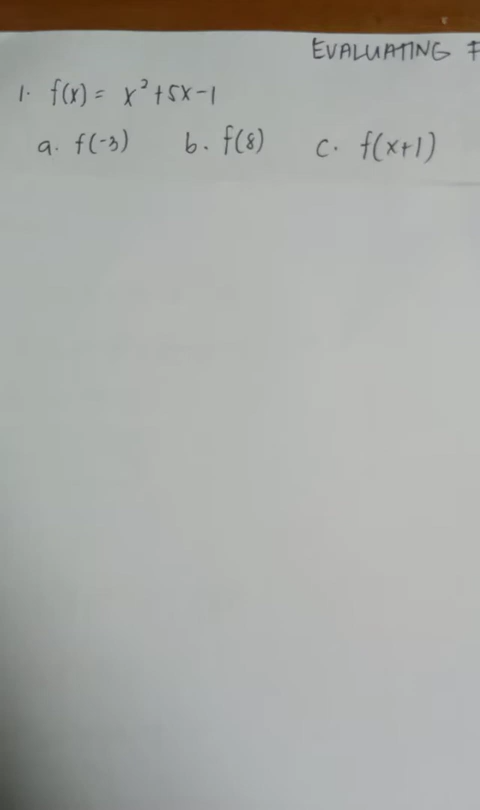 EVALUATING
1. f(x) = x²+5x-1
a. f(-3) b. f(8) c. f(x+1)